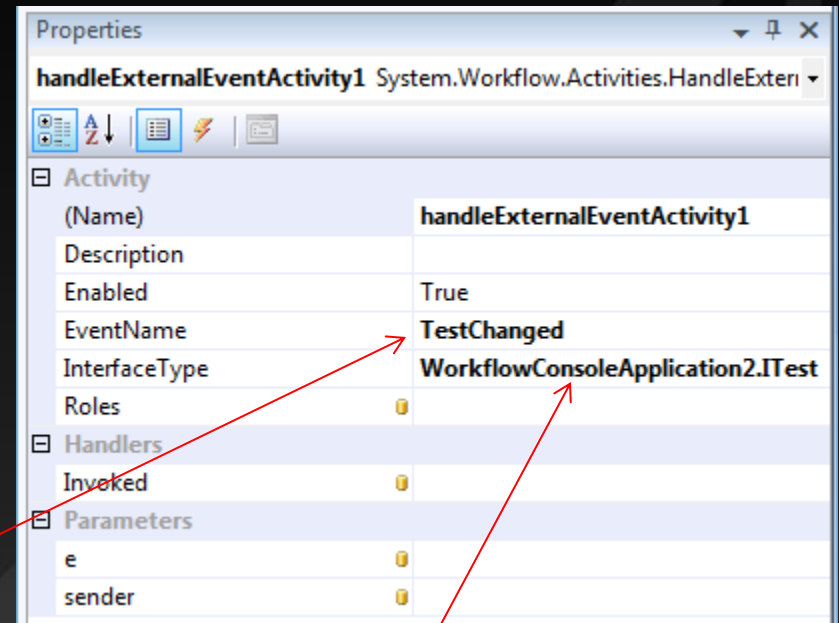 Properties
handleExternalEventActivity1 System.Workflow.Activities.HandleExter
A
Z
Activity
(Name) handleExternalEventActivity1
Description
Enabled True
EventName TestChanged
InterfaceType WorkflowConsoleApplication2.ITest
Roles
Handlers
Invoked
Parameters
e
sender